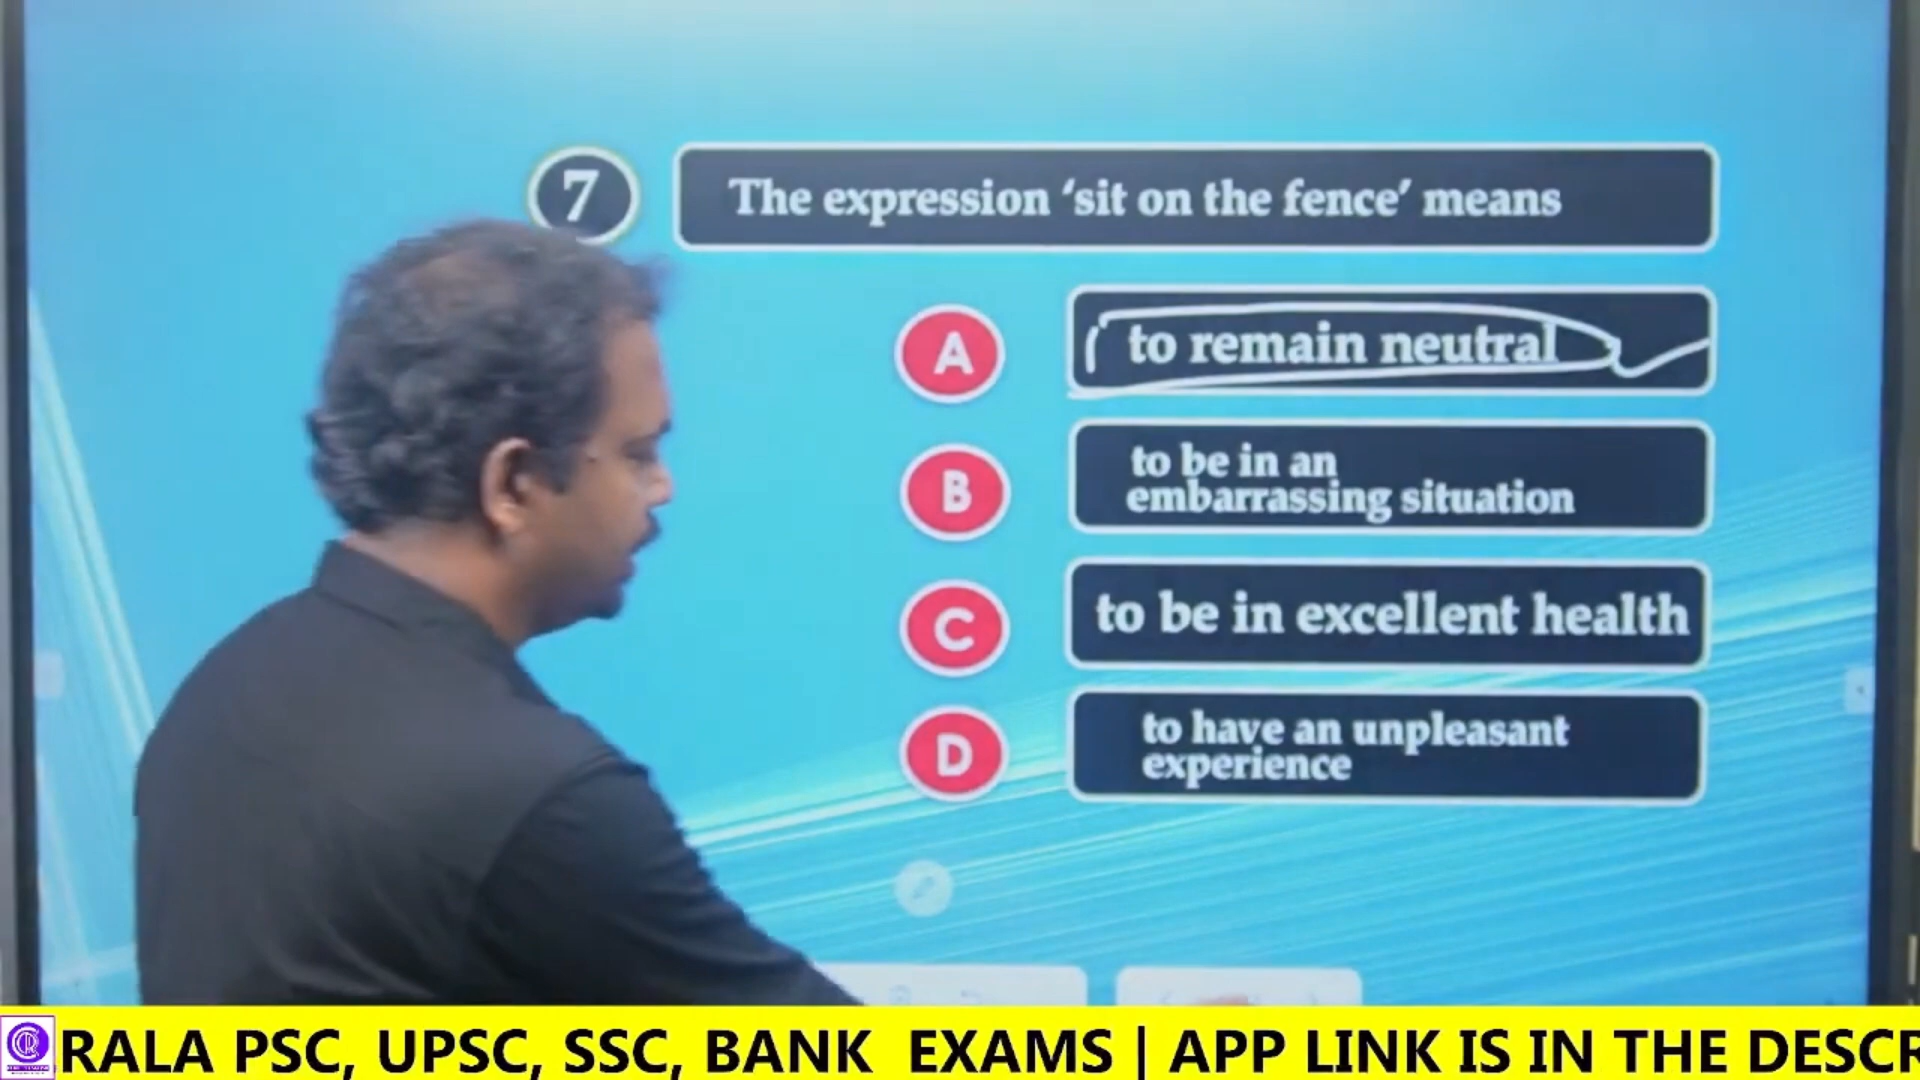 7
The expression ‘sit on the fence’ means
A
to remain neutral
B
to be in an
embarrassing situation
C
to be in excellent health
D
to have an unpleasant
experience
RALA PSC, UPSC, SSC, BANK EXAMS | APP LINK IS IN THE DESCR